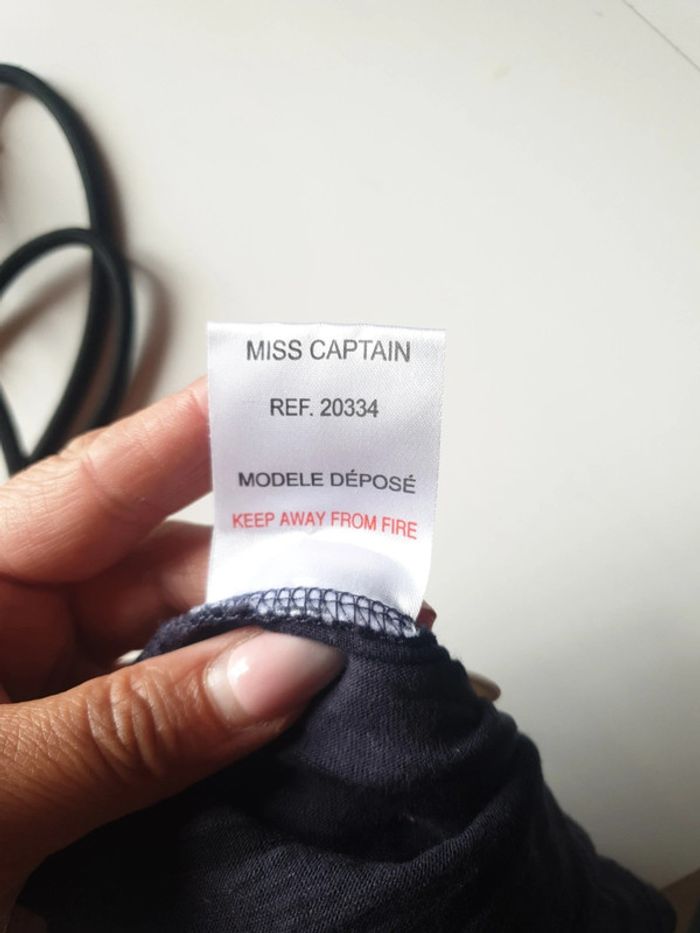 MISS CAPTAIN
REF. 20334
MODELE DÉPOSÉ
KEEP AWAY FROM FIRE